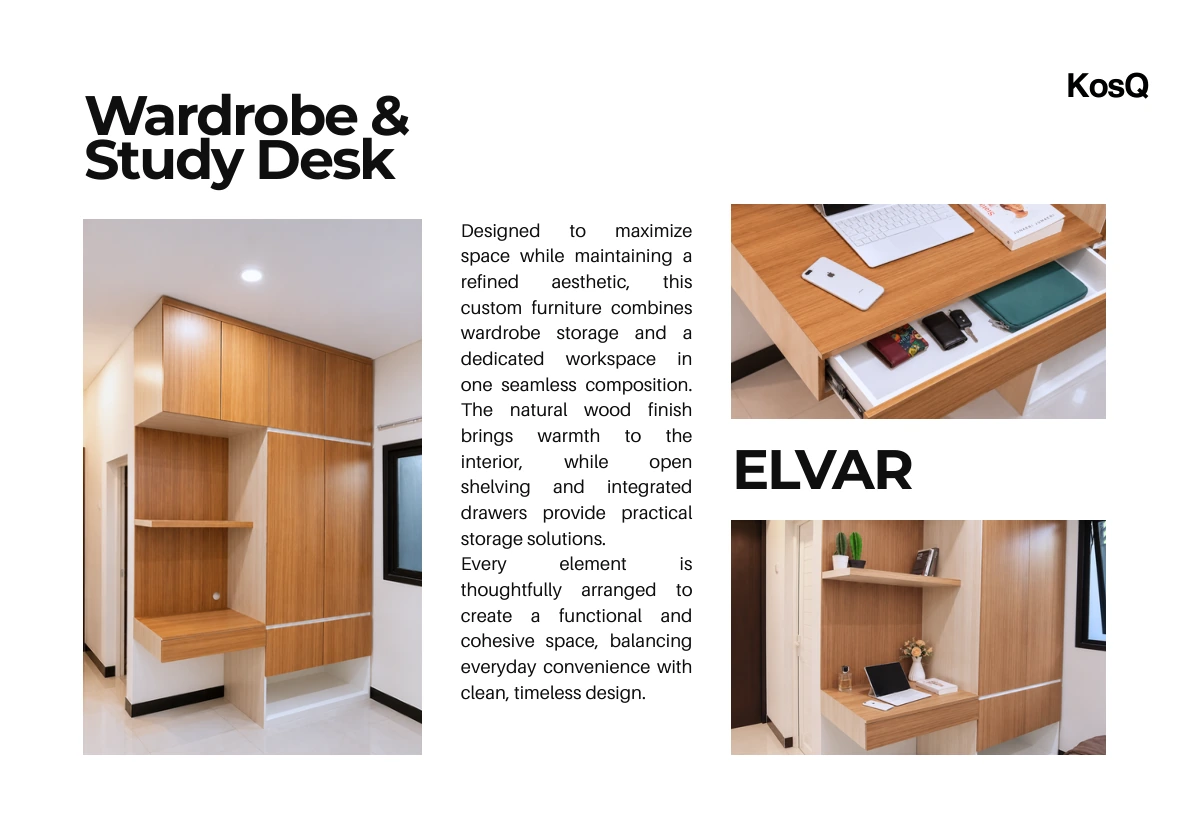 KosQ
Wardrobe &
Study Desk
Designed to maximize
space while maintaining a
refined aesthetic, this
custom furniture combines
wardrobe storage and a
dedicated workspace in
one seamless composition.
The natural wood finish
brings warmth to the
interior, while open
shelving and integrated
drawers provide practical
storage solutions.
Every element is
thoughtfully arranged to
create a functional and
cohesive space, balancing
everyday convenience with
clean, timeless design.
ELVAR